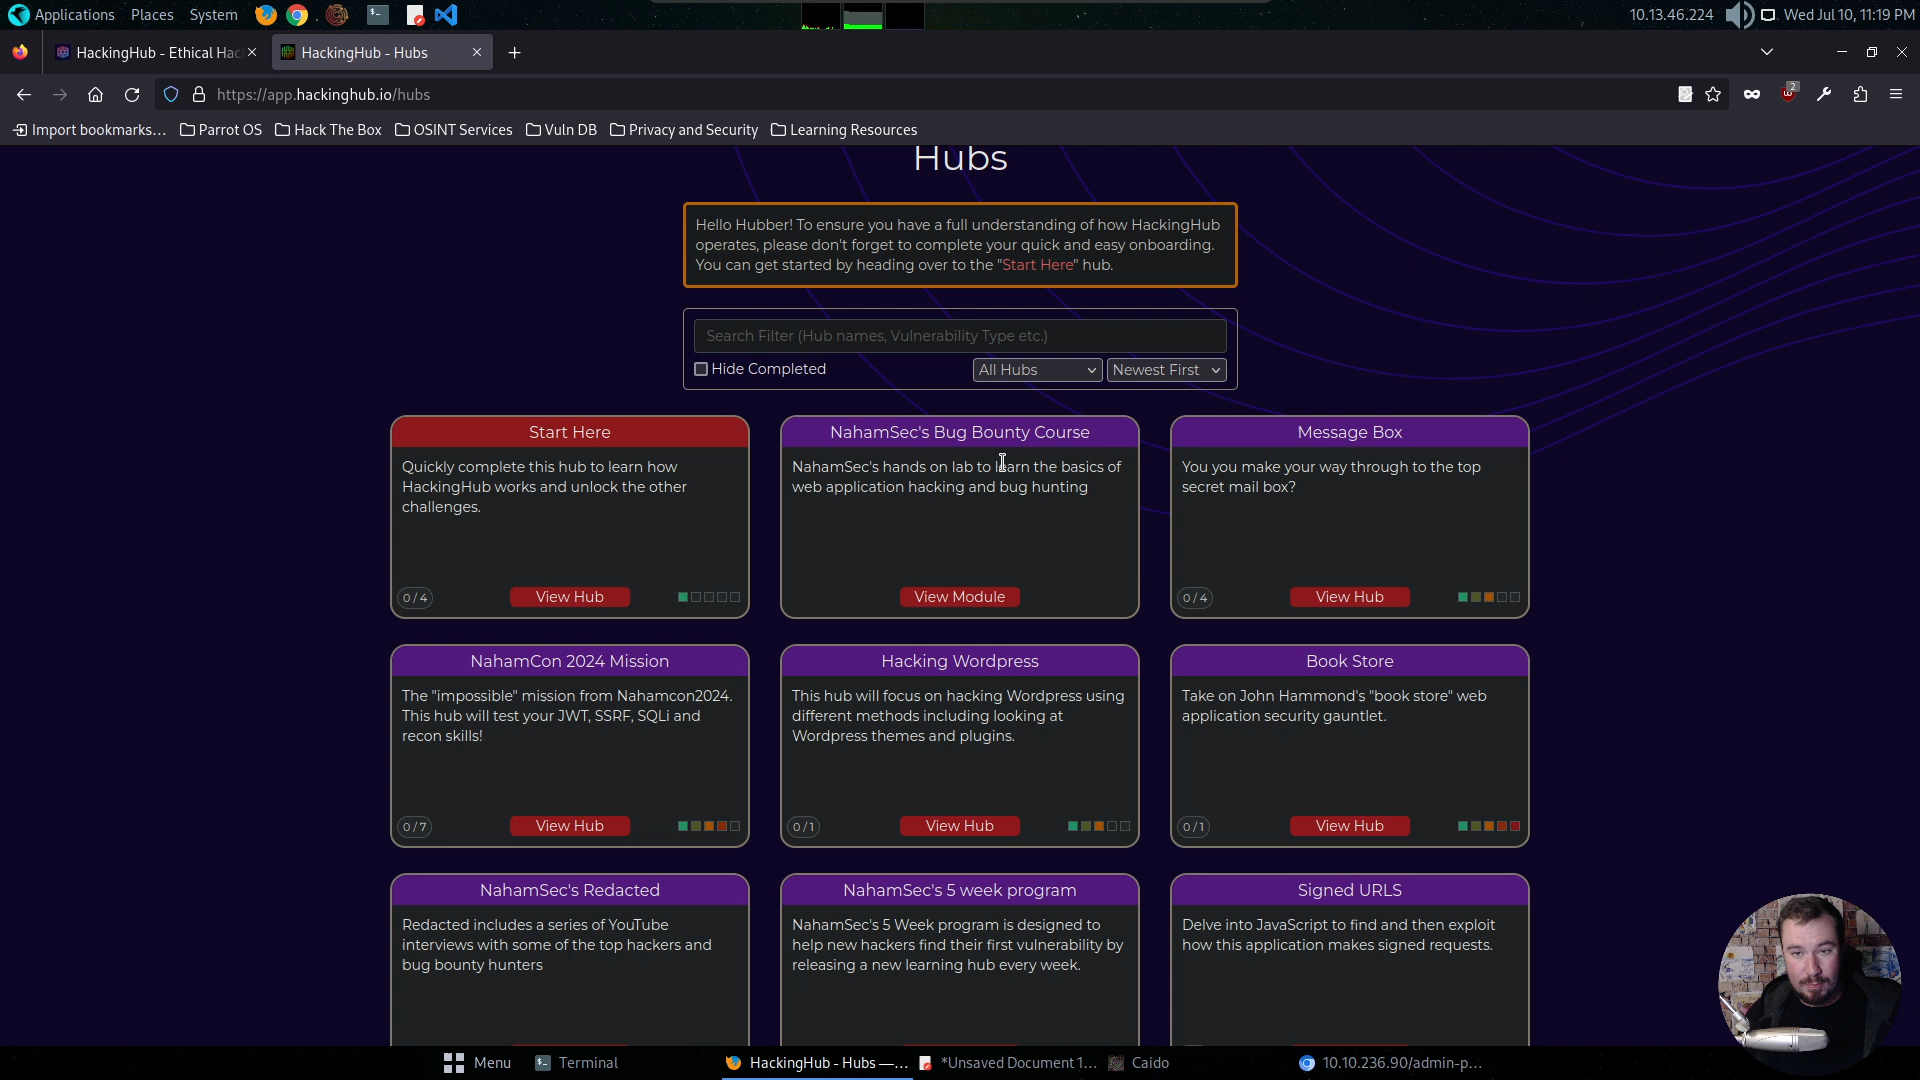 Applications Places System
10.13.46.224 Wed Jul 10, 11:19 PM
HackingHub - Ethical Hac
HackingHub - Hubs
https://app.hackinghub.io/hubs
2
Import bookmarks... Parrot OS Hack The Box OSINT Services Vuln DB Privacy and Security Learning Resources
Hubs
Hello Hubber! To ensure you have a full understanding of how HackingHub
operates, please don't forget to complete your quick and easy onboarding.
You can get started by heading over to the "Start Here" hub.
Search Filter (Hub names, Vulnerability Type etc.)
Hide Completed All Hubs Newest First
Start Here
Quickly complete this hub to learn how
HackingHub works and unlock the other
challenges.
0/4 View Hub
NahamSec's Bug Bounty Course
NahamSec's hands on lab to learn the basics of
web application hacking and bug hunting
View Module
Message Box
You you make your way through to the top
secret mail box?
0/4 View Hub
NahamCon 2024 Mission
The "impossible" mission from Nahamcon2024.
This hub will test your JWT, SSRF, SQLi and
recon skills!
0/7 View Hub
Hacking Wordpress
This hub will focus on hacking Wordpress using
different methods including looking at
Wordpress themes and plugins.
0/1 View Hub
Book Store
Take on John Hammond's "book store" web
application security gauntlet.
0/1 View Hub
NahamSec's Redacted
Redacted includes a series of YouTube
interviews with some of the top hackers and
bug bounty hunters
NahamSec's 5 week program
NahamSec's 5 Week program is designed to
help new hackers find their first vulnerability by
releasing a new learning hub every week.
Signed URLS
Delve into JavaScript to find and then exploit
how this application makes signed requests.
Menu Terminal HackingHub - Hubs —... *Unsaved Document 1... Caido 10.10.236.90/admin-p...